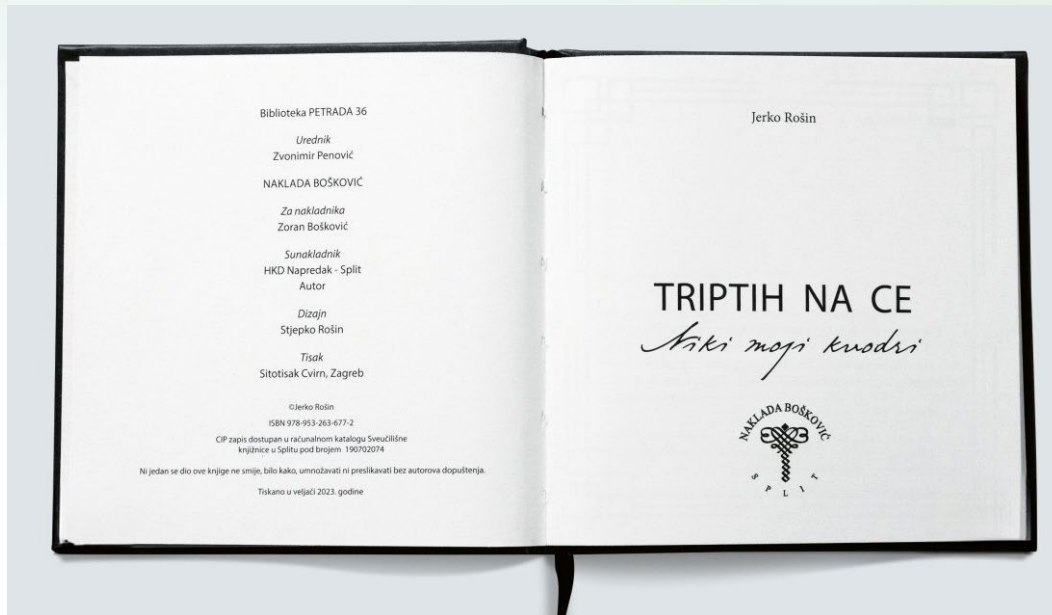 Biblioteka PETRADA 36
Urednik
Zvonimir Penović
NAKLADA BOŠKOVIĆ
Za nakladnika
Zoran Bošković
Sunakladnik
HKD Napredak - Split
Autor
Dizajn
Stjepko Rošin
Tisak
Sitotisak Cvirn, Zagreb
©Jerko Rošin
ISBN 978-953-263-677-2
CIP zapis dostupan u računalnom katalogu Sveučilišne
knjižnice u Splitu pod brojem 190702074
Ni jedan se dio ove knjige ne smije, bilo kako, umnožavati ni preslikavati bez autorova dopuštenja.
Tiskano u veljači 2023. godine
Jerko Rošin
TRIPTIH NA CE
Niki moji kvadri
NAKLADA BOŠKOVIĆ
SPLIT